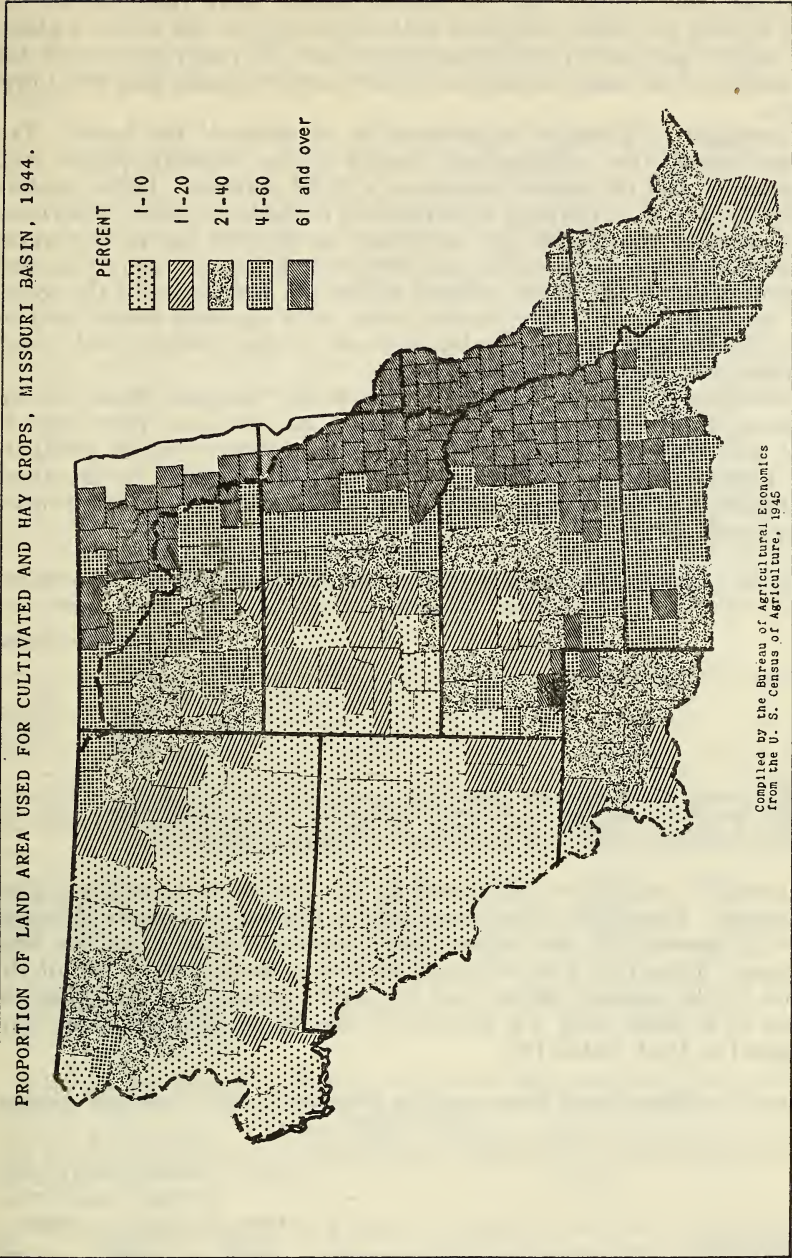 PROPORTION OF LAND AREA USED FOR CULTIVATED AND HAY CROPS, MISSOURI BASIN, 1944.
PERCENT
1-10
11-20
21-40
41-60
61 and over
Compiled by the Bureau of Agricultural Economics
from the U. S. Census of Agriculture, 1945